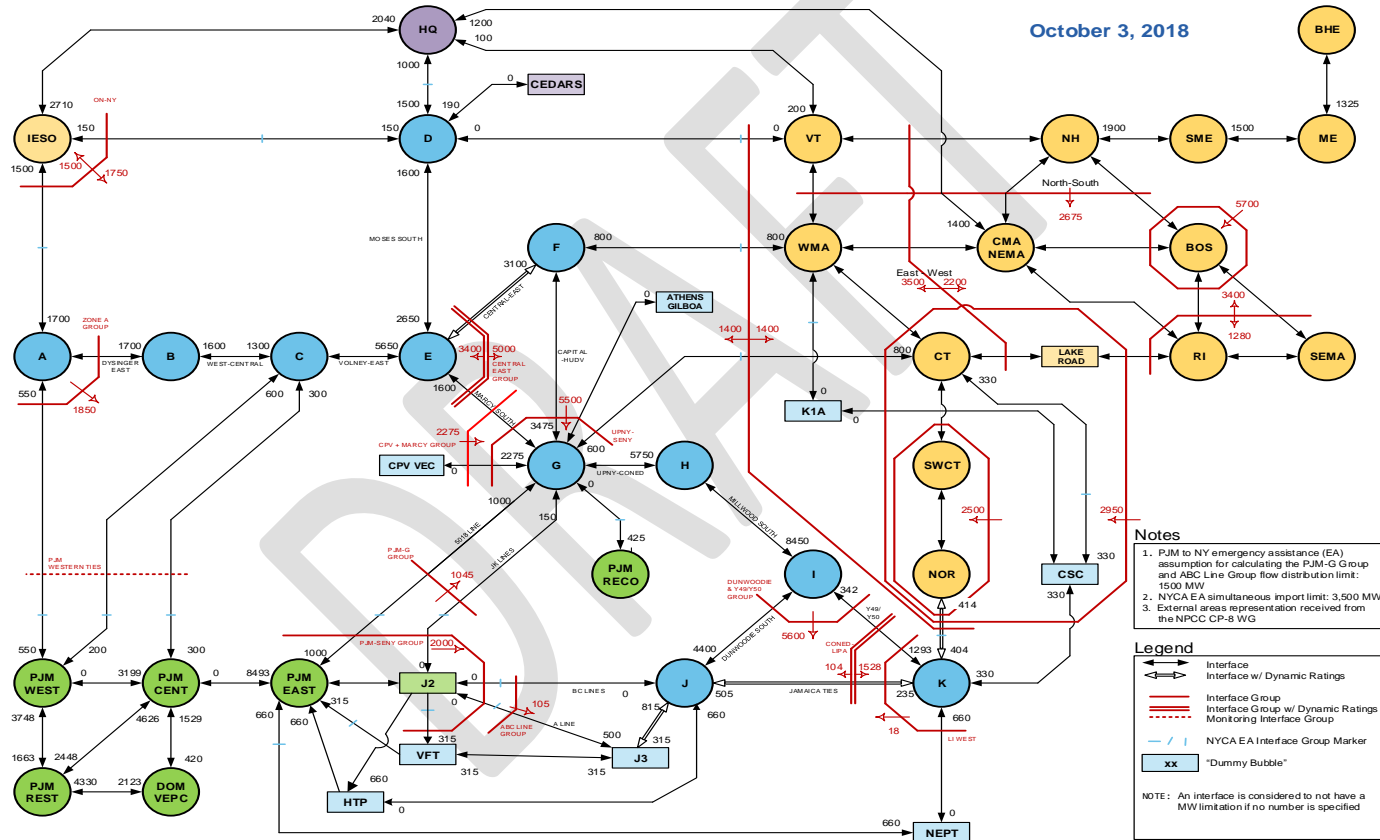 October 3, 2018
HQ
BHE
2040
1200
100
1000
CEDARS
0
1500
190
2710
ON-NY
150
150
0
200
0
1900
1500
1325
IESO
D
VT
NH
SME
ME
1500
1500
1750
1600
North-South
2675
5700
MOSES SOUTH
1400
F
800
800
WMA
CMA
NEMA
BOS
3100
CENTRAL-EAST
0
ATHENS
GILBOA
East - West
3500
2200
3400
1280
1700
ZONE A
GROUP
2650
CAPITAL
-HUDV
1400
1400
A
1700
DYSINGER
EAST
B
1600
WEST-CENTRAL
1300
C
VOLNEY-EAST
5650
E
3400
5000
CENTRAL
EAST
GROUP
800
CT
LAKE
ROAD
RI
SEMA
550
1850
600
300
1600
MARCY SOUTH
330
0
K1A
0
5500
2275
CPV + MARCY GROUP
3475
UPNY-
SENY
600
CPV VEC
0
2275
G
UPNY-CONED
5750
H
SWCT
1000
150
0
MILLWOOD SOUTH
2500
2950
5018 LINE
JK LINES
425
PJM
RECO
8450
I
342
NOR
414
330
CSC
330
PJM
WESTERN TIES
PJM-G
GROUP
1045
DUNWOODIE
& Y49/Y50
GROUP
5600
DUNWOODIE SOUTH
Y49/
Y50
Notes
1. PJM to NY emergency assistance (EA)
assumption for calculating the PJM-G Group
and ABC Line Group flow distribution limit:
1500 MW
2. NYCA EA simultaneous import limit: 3,500 MW
3. External areas representation received from
the NPCC CP-8 WG
550
200
300
1000
PJM-SENY GROUP
2000
0
4400
CONED-
LIPA
104
1528
1293
404
PJM
WEST
0
3199
PJM
CENT
0
8493
PJM
EAST
J2
0
BC LINES
0
J
505
JAMAICA TIES
235
K
330
3748
4626
1529
660
660
315
0
105
ABC LINE
GROUP
A LINE
815
660
18
LI WEST
660
1663
2448
420
315
VFT
315
500
315
J3
315
PJM
REST
4330
2123
DOM
VEPC
660
HTP
0
0
660
NEPT
Legend
Interface
Interface w/ Dynamic Ratings
Interface Group
Interface Group w/ Dynamic Ratings
Monitoring Interface Group
NYCA EA Interface Group Marker
xx
"Dummy Bubble"
NOTE: An interface is considered to not have a
MW limitation if no number is specified
DRAFT